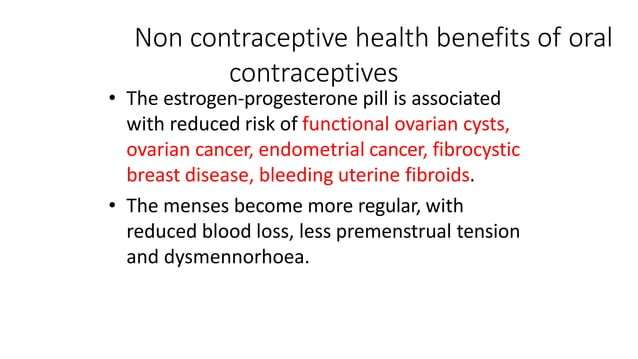 Non contraceptive health benefits of oral
contraceptives
• The estrogen-progesterone pill is associated
with reduced risk of functional ovarian cysts,
ovarian cancer, endometrial cancer, fibrocystic
breast disease, bleeding uterine fibroids.
• The menses become more regular, with
reduced blood loss, less premenstrual tension
and dysmennorhoea.